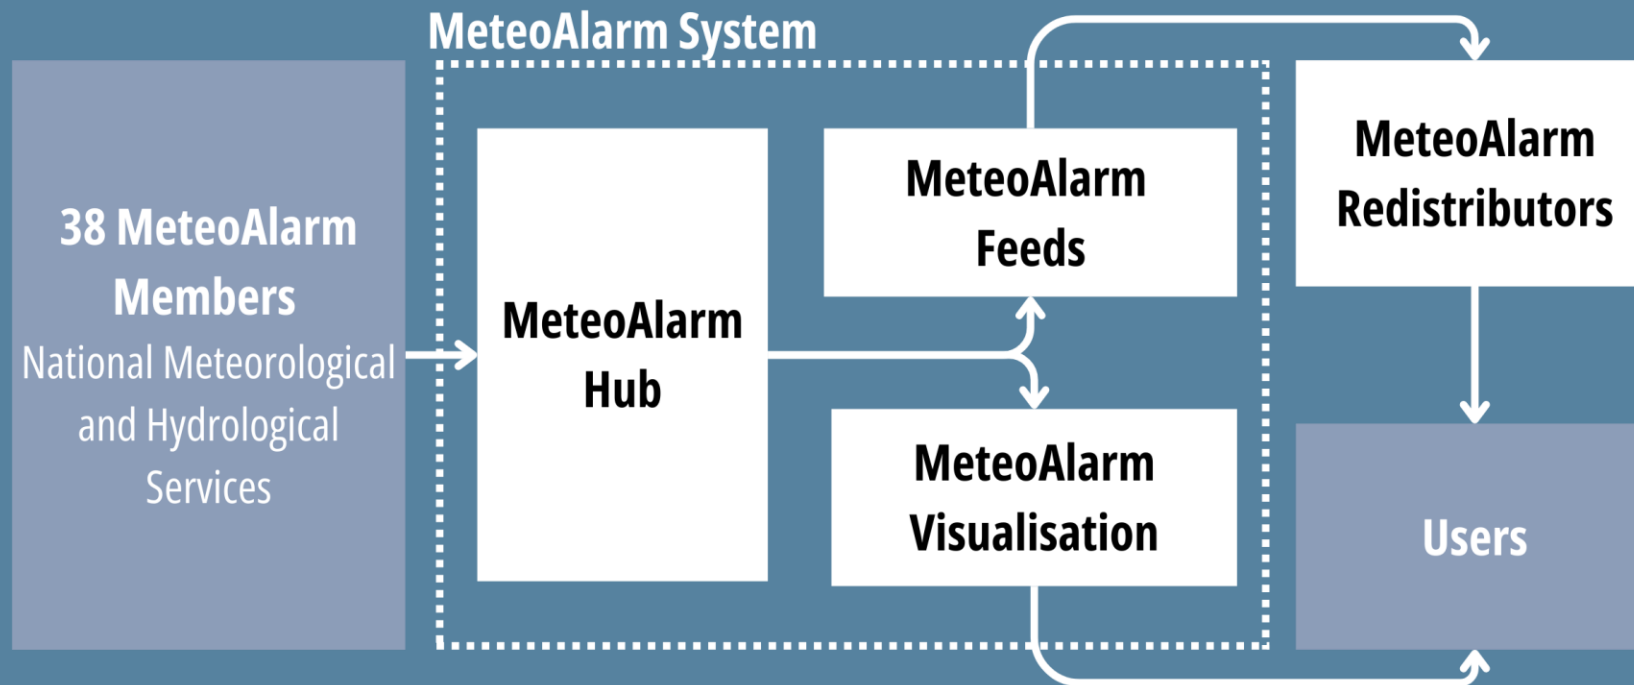 MeteoAlarm System
38 MeteoAlarm
Members
National Meteorological
and Hydrological
Services
MeteoAlarm
Hub
MeteoAlarm
Feeds
MeteoAlarm
Visualisation
MeteoAlarm
Redistributors
Users